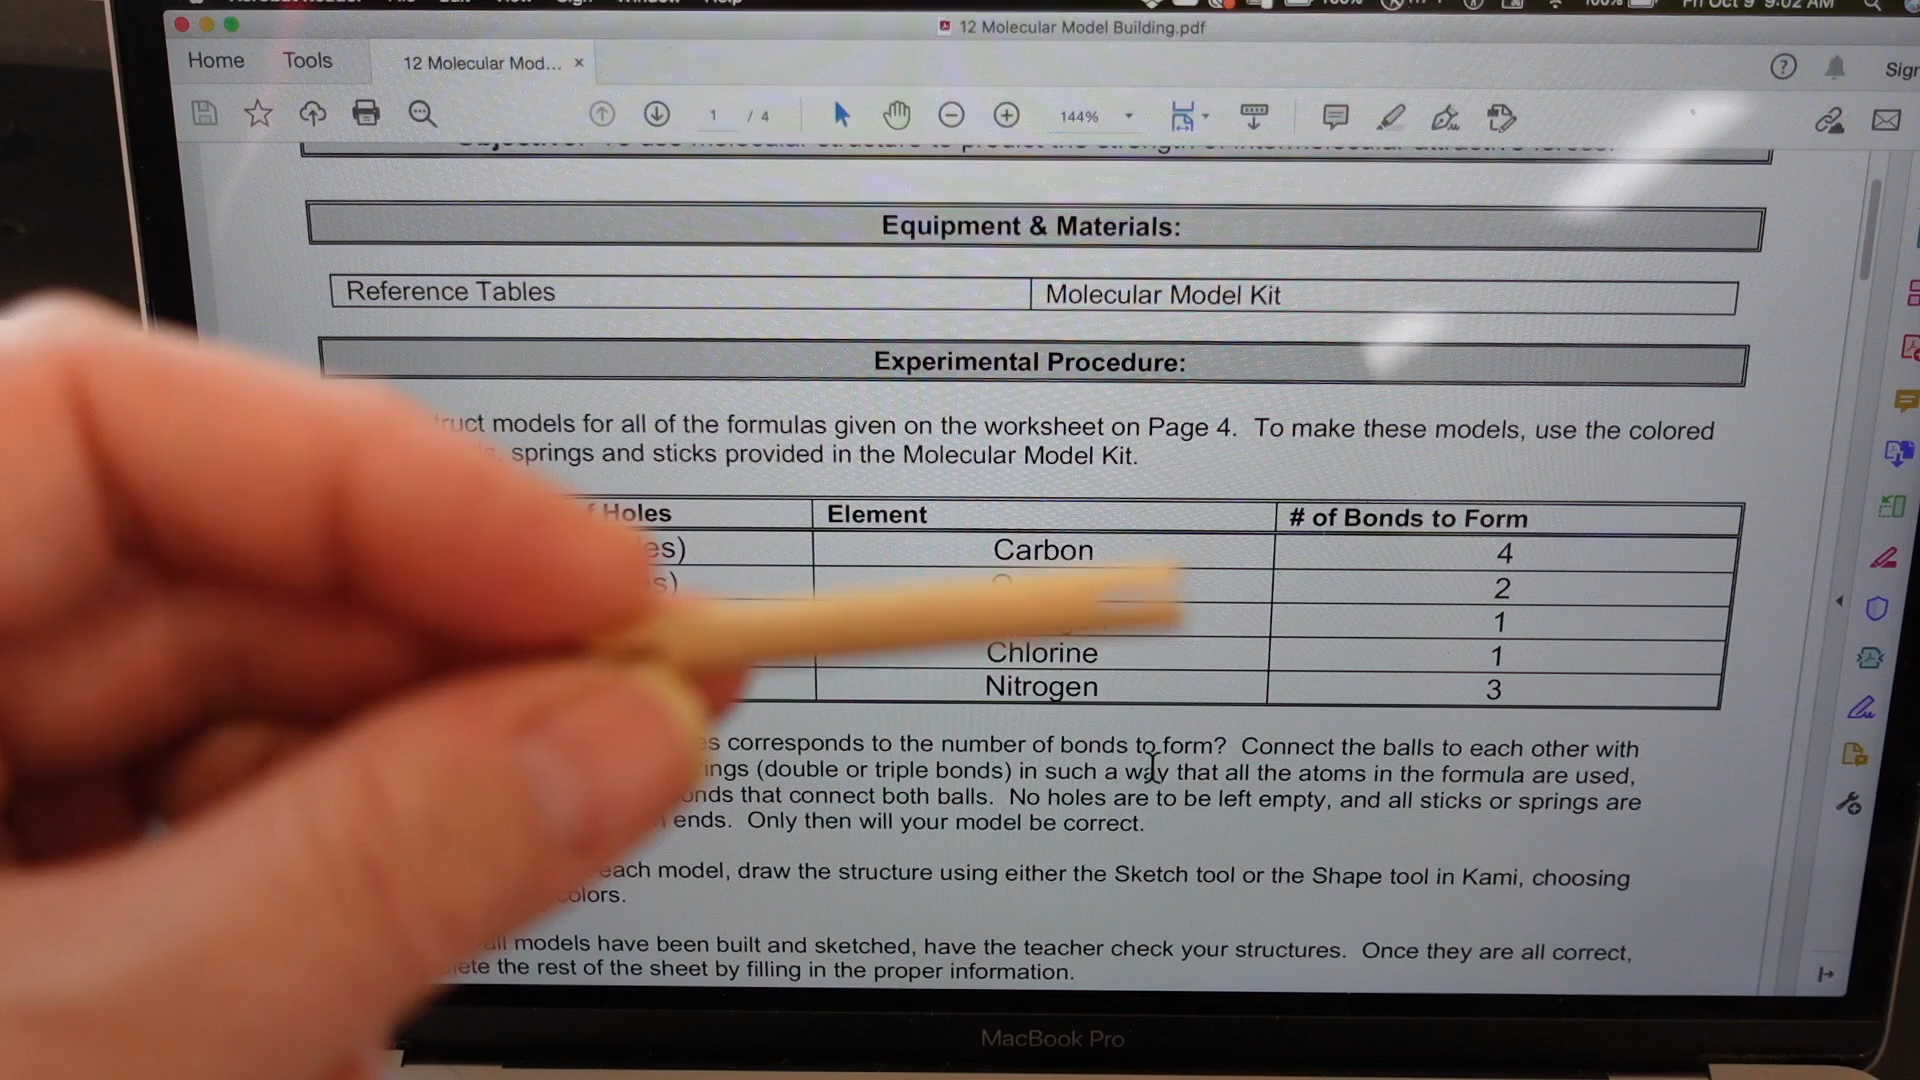 12 Molecular Model Building.pdf
Home Tools 12 Molecular Mod... ×
1 / 4 144%
Equipment & Materials:
Reference Tables Molecular Model Kit
Experimental Procedure:
models for all of the formulas given on the worksheet on Page 4. To make these models, use the colored
springs and sticks provided in the Molecular Model Kit.
Holes Element # of Bonds to Form
Carbon 4
2
1
Chlorine 1
Nitrogen 3
corresponds to the number of bonds to form? Connect the balls to each other with
(double or triple bonds) in such a way that all the atoms in the formula are used,
that connect both balls. No holes are to be left empty, and all sticks or springs are
ends. Only then will your model be correct.
each model, draw the structure using either the Sketch tool or the Shape tool in Kami, choosing
colors.
all models have been built and sketched, have the teacher check your structures. Once they are all correct,
the rest of the sheet by filling in the proper information.
MacBook Pro